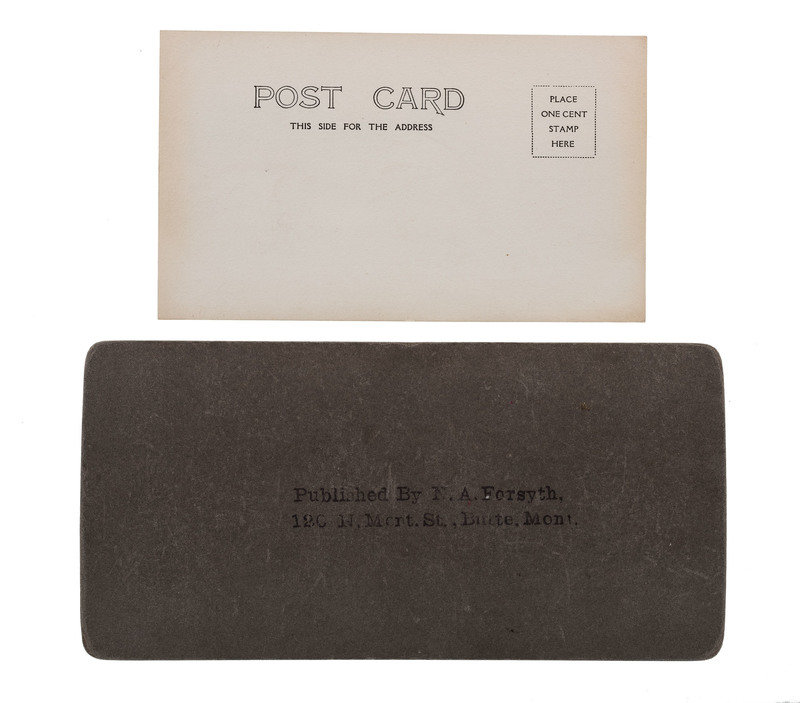 POST CARD
THIS SIDE FOR THE ADDRESS
PLACE
ONE CENT
STAMP
HERE
Published By N. A. Forsyth,
N. Mont. St., Butte, Mont.